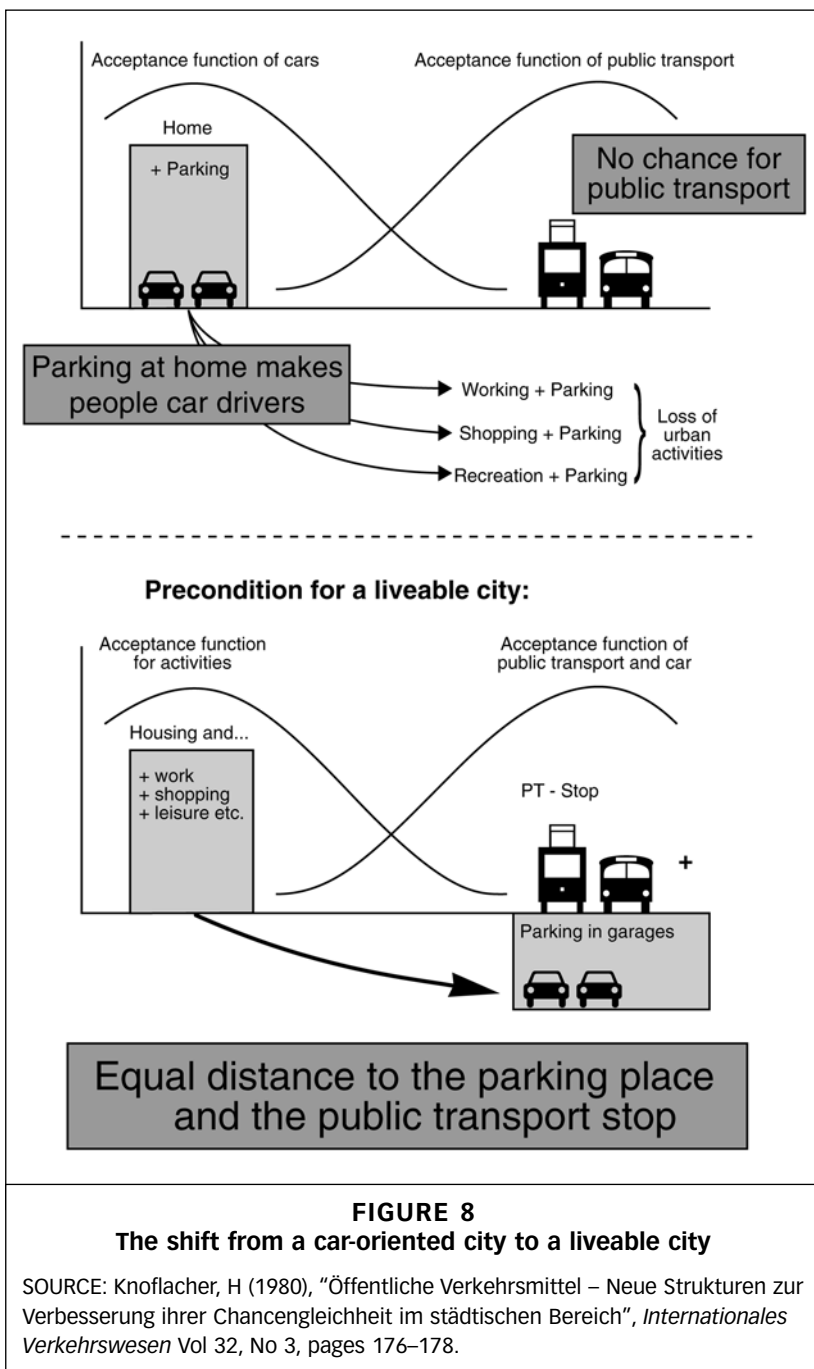 Acceptance function of cars
Acceptance function of public transport
Home
+ Parking
No chance for
public transport
Parking at home makes
people car drivers
Working + Parking
Shopping + Parking
Recreation + Parking
Loss of
urban
activities
Precondition for a liveable city:
Acceptance function
for activities
Acceptance function of
public transport and car
Housing and...
+ work
+ shopping
+ leisure etc.
PT - Stop
+
Parking in garages
Equal distance to the parking place
and the public transport stop
FIGURE 8
The shift from a car-oriented city to a liveable city
SOURCE: Knoflacher, H (1980), “Öffentliche Verkehrsmittel – Neue Strukturen zur
Verbesserung ihrer Chancengleichheit im städtischen Bereich”, Internationales
Verkehrswesen Vol 32, No 3, pages 176–178.